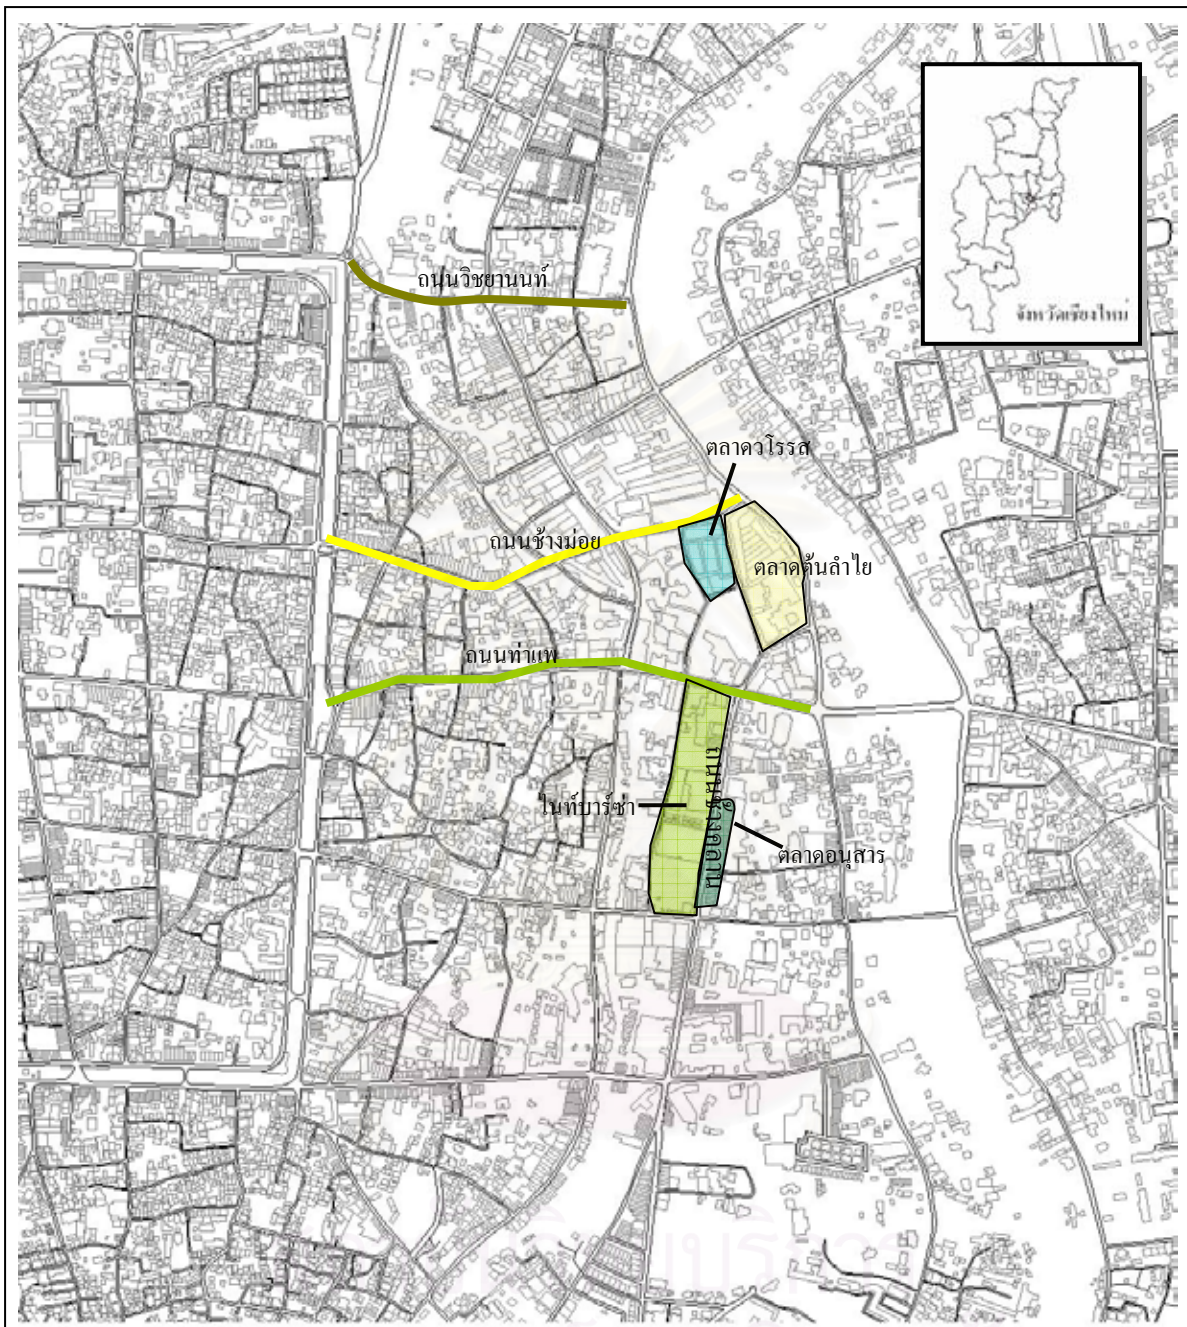 จังหวัดเชียงใหม่
ถนนวิชยานนท์
ตลาดวโรรส
ถนนช้างม่อย
ตลาดต้นลำไย
ถนนท่าแพ
ไนท์บาร์ซ่า
ตลาดอนุสาร